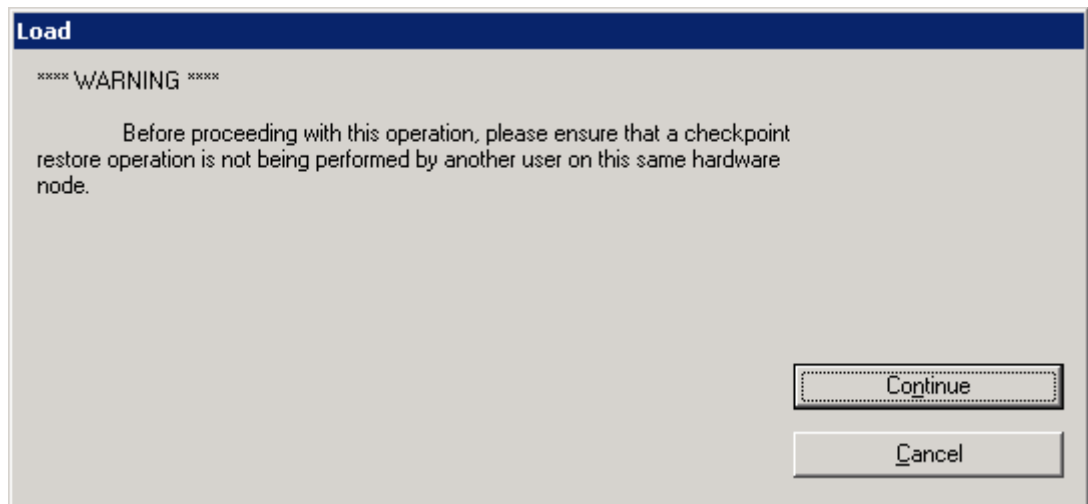 Load
**** WARNING ****
Before proceeding with this operation, please ensure that a checkpoint
restore operation is not being performed by another user on this same hardware
node.
Continue
Cancel